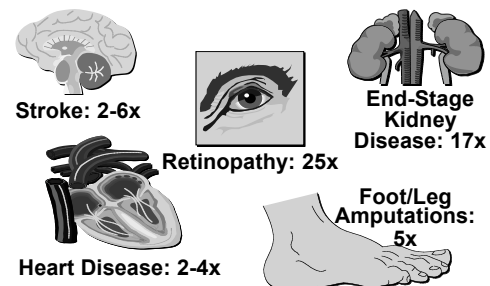 Stroke: 2-6x
End-Stage
Kidney
Disease: 17x
Retinopathy: 25x
Foot/Leg
Amputations:
5x
Heart Disease: 2-4x